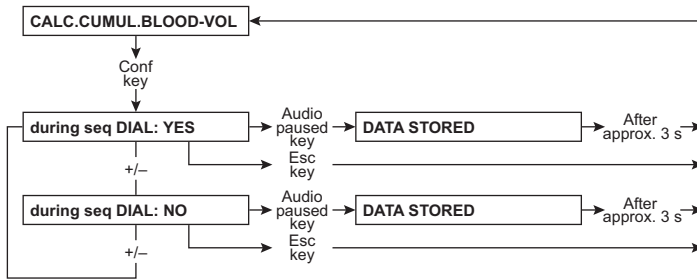 CALC.CUMUL.BLOOD-VOL
Conf
key
during seq DIAL: YES
Audio
paused
key
DATA STORED
After
approx. 3 s
Esc
key
+/–
during seq DIAL: NO
Audio
paused
key
DATA STORED
After
approx. 3 s
Esc
key
+/–